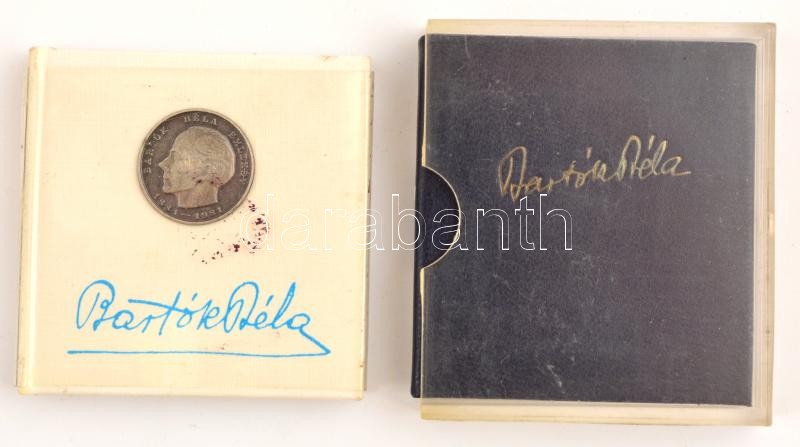 BARTÓK BÉLA EMLÉKÉRE
1881–1981
Bartók Béla
Bartók Béla
darabanth